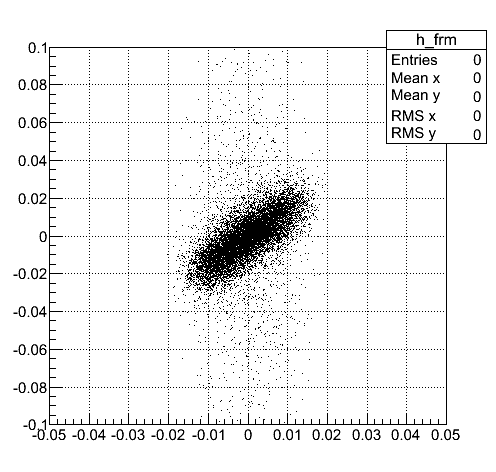 h_frm
Entries 0
Mean x 0
Mean y 0
RMS x 0
RMS y 0
0.1
0.08
0.06
0.04
0.02
0
-0.02
-0.04
-0.06
-0.08
-0.1
-0.05 -0.04 -0.03 -0.02 -0.01 0 0.01 0.02 0.03 0.04 0.05